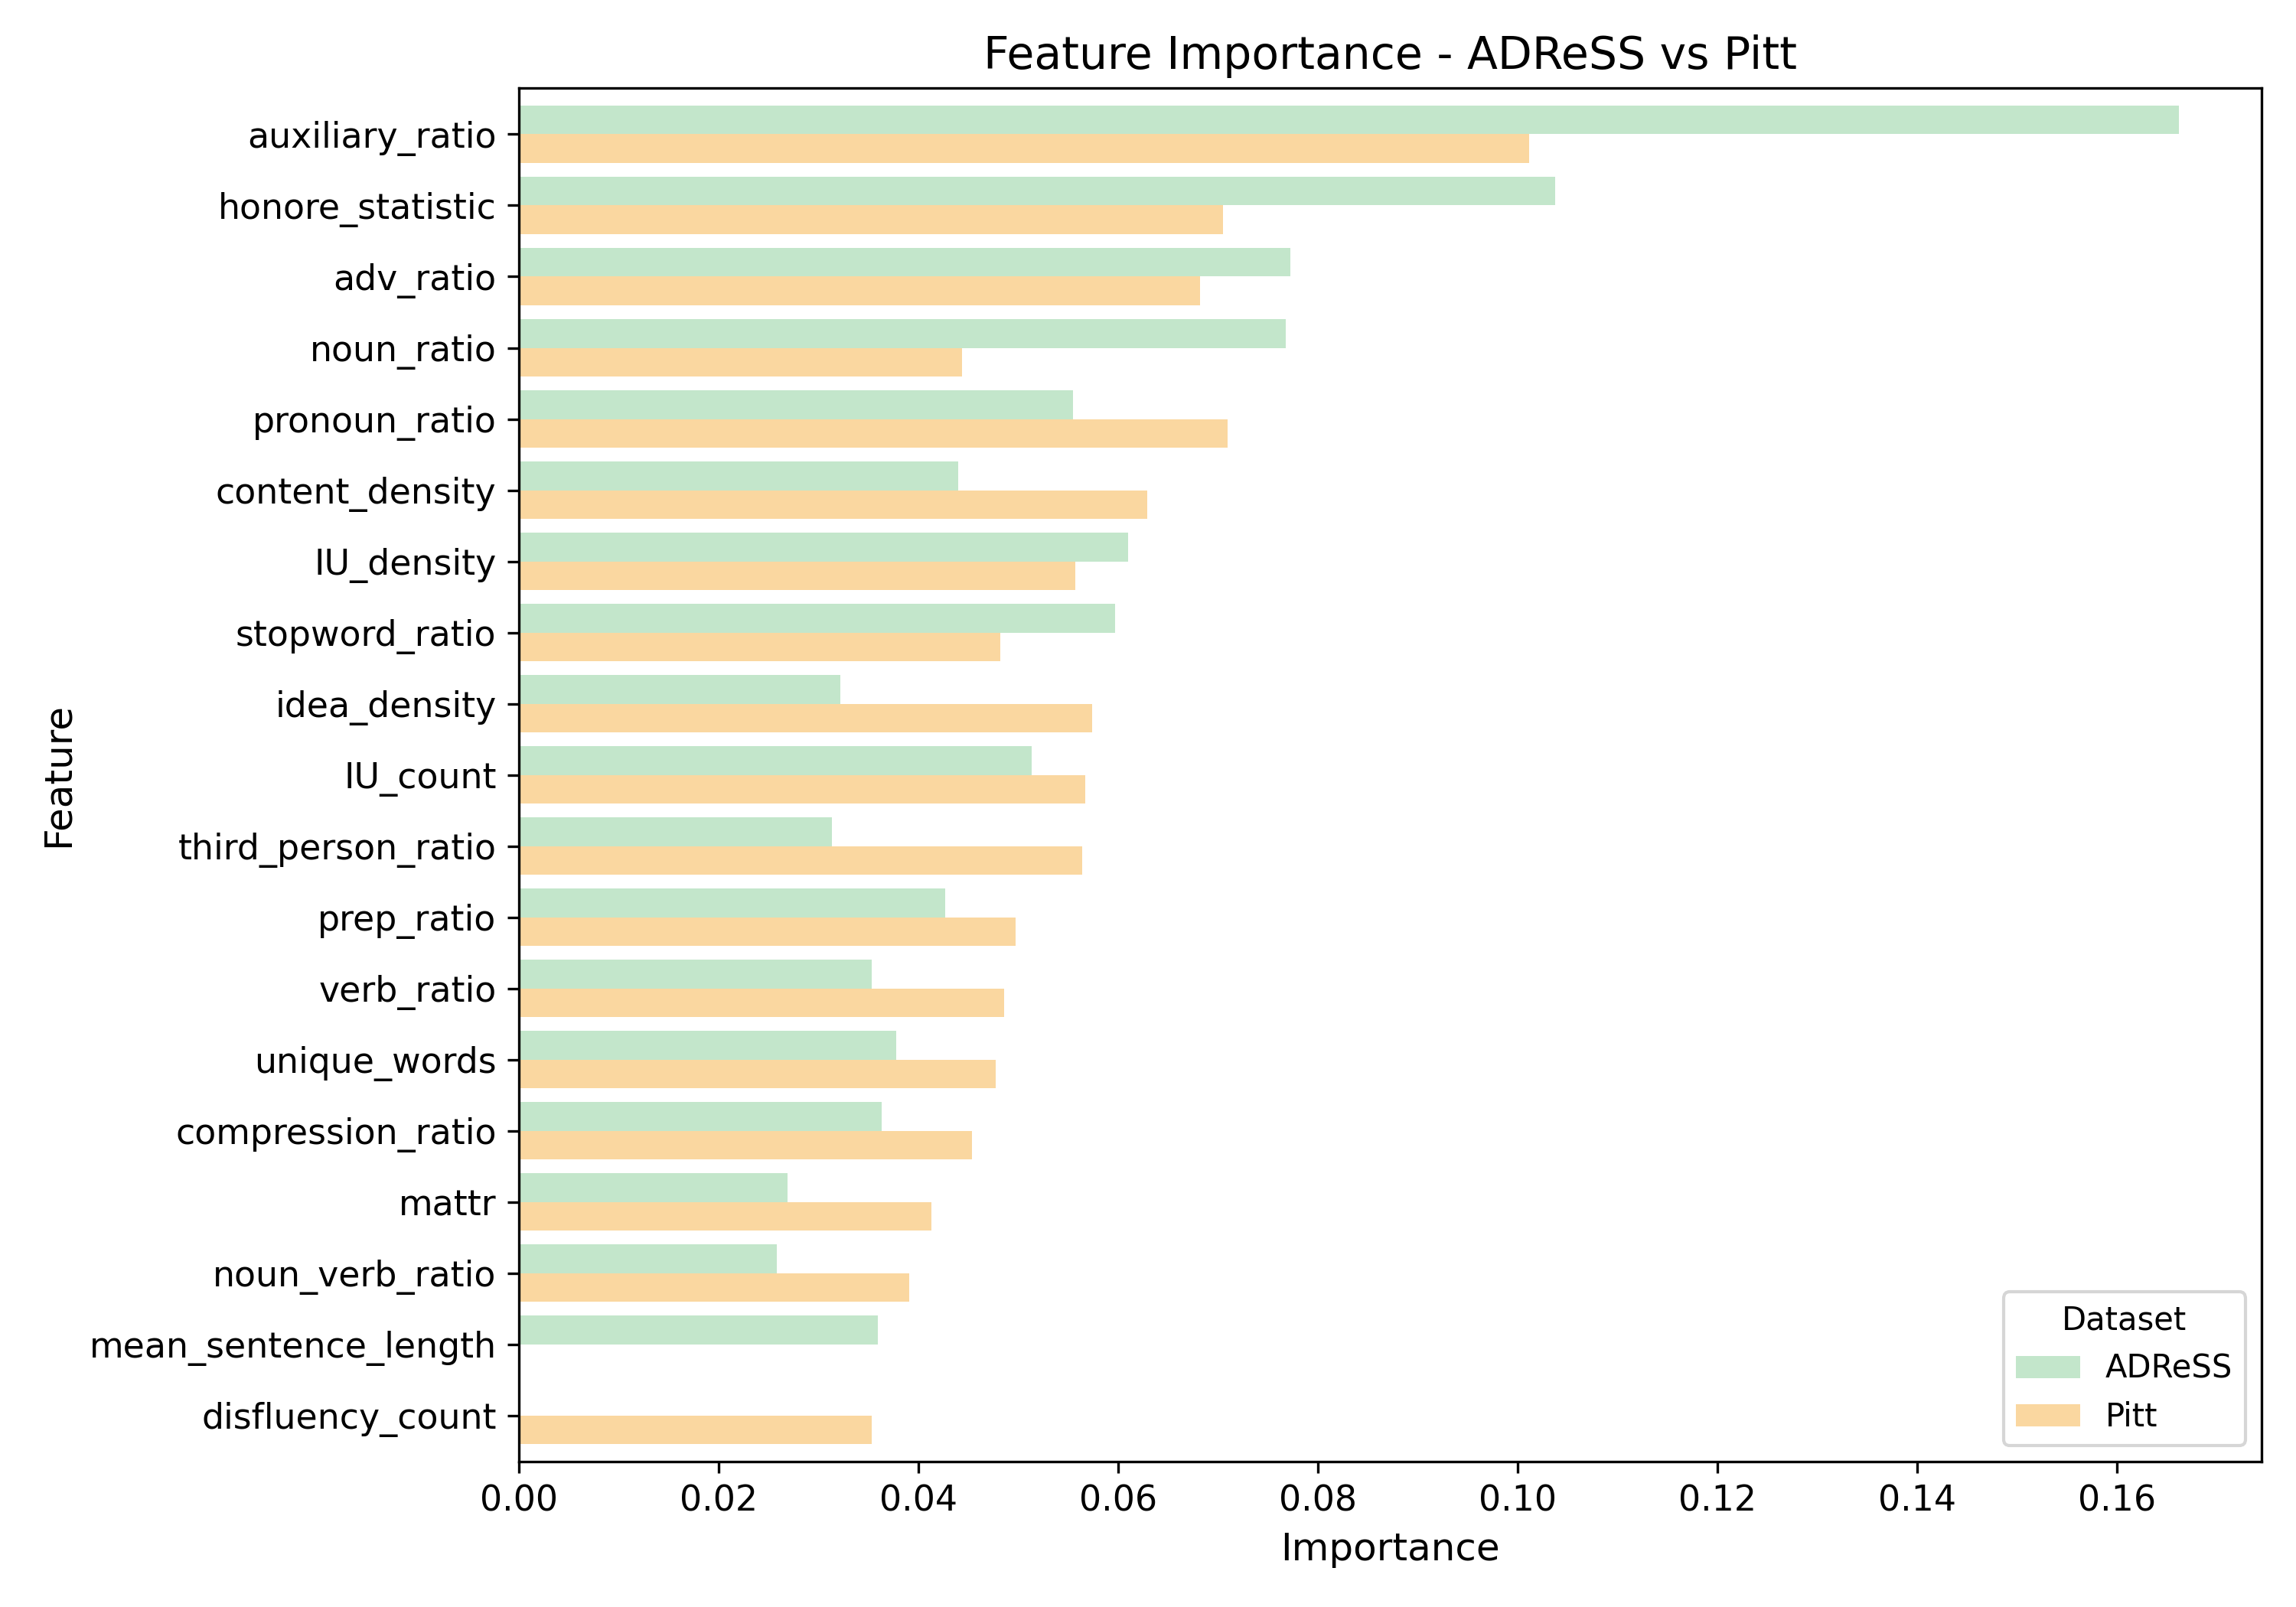 Feature Importance - ADReSS vs Pitt
Feature
auxiliary_ratio
honore_statistic
adv_ratio
noun_ratio
pronoun_ratio
content_density
IU_density
stopword_ratio
idea_density
IU_count
third_person_ratio
prep_ratio
verb_ratio
unique_words
compression_ratio
mattr
noun_verb_ratio
mean_sentence_length
disfluency_count
Dataset
ADReSS
Pitt
0.00 0.02 0.04 0.06 0.08 0.10 0.12 0.14 0.16
Importance